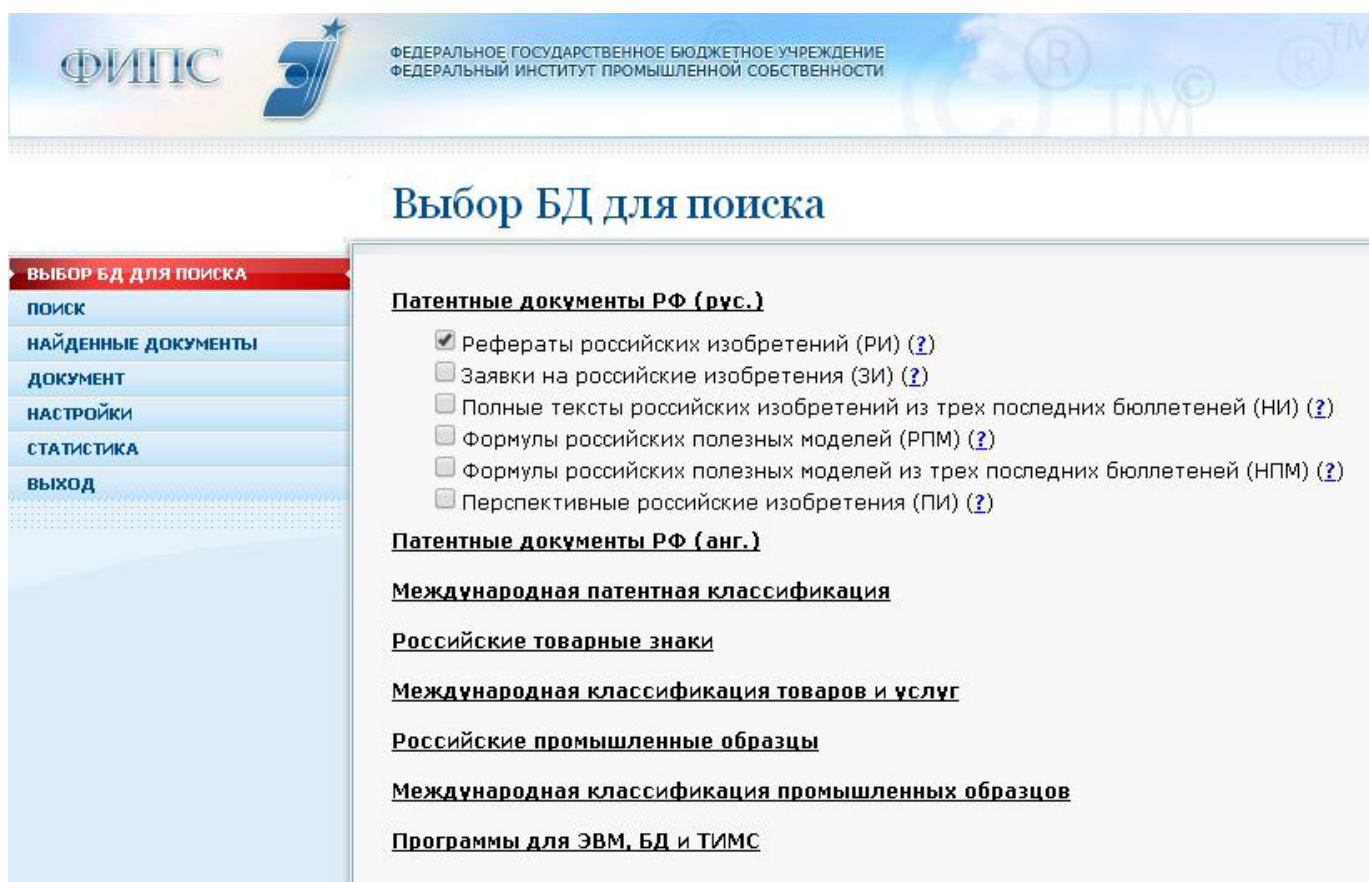 ФИПС
ФЕДЕРАЛЬНОЕ ГОСУДАРСТВЕННОЕ БЮДЖЕТНОЕ УЧРЕЖДЕНИЕ
ФЕДЕРАЛЬНЫЙ ИНСТИТУТ ПРОМЫШЛЕННОЙ СОБСТВЕННОСТИ
© ® TM © ® TM
Выбор БД для поиска
ВЫБОР БД ДЛЯ ПОИСКА
ПОИСК
НАЙДЕННЫЕ ДОКУМЕНТЫ
ДОКУМЕНТ
НАСТРОЙКИ
СТАТИСТИКА
ВЫХОД
Патентные документы РФ (рус.)
Рефераты российских изобретений (РИ) (?)
Заявки на российские изобретения (ЗИ) (?)
Полные тексты российских изобретений из трех последних бюллетеней (НИ) (?)
Формулы российских полезных моделей (РПМ) (?)
Формулы российских полезных моделей из трех последних бюллетеней (НПМ) (?)
Перспективные российские изобретения (ПИ) (?)
Патентные документы РФ (анг.)
Международная патентная классификация
Российские товарные знаки
Международная классификация товаров и услуг
Российские промышленные образцы
Международная классификация промышленных образцов
Программы для ЭВМ, БД и ТИМС